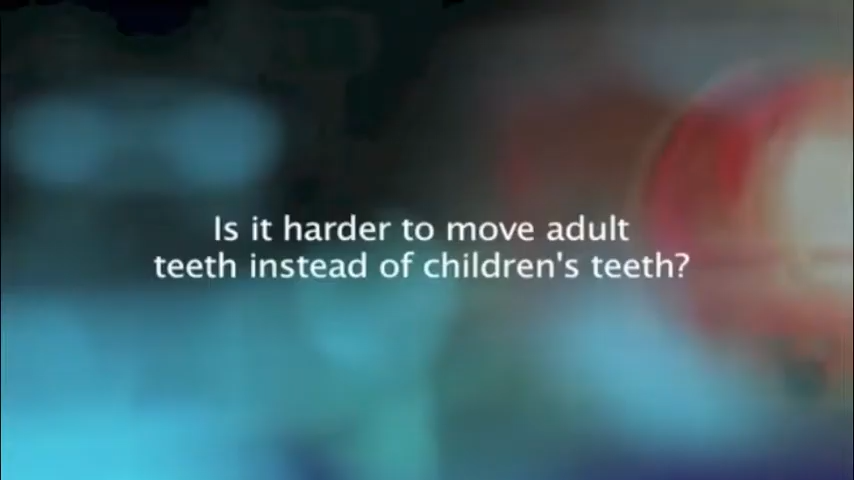 Is it harder to move adult
teeth instead of children's teeth?